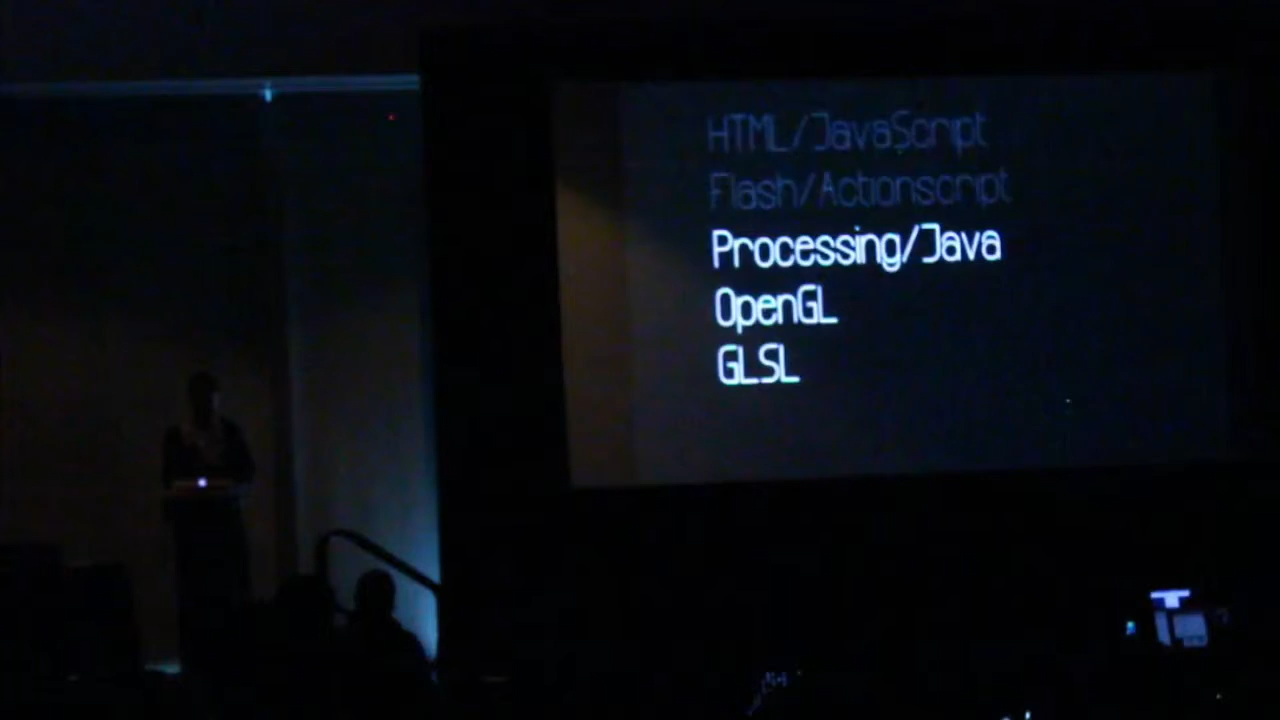 HTML/JavaScript
Flash/Actionscript
Processing/Java
OpenGL
GLSL